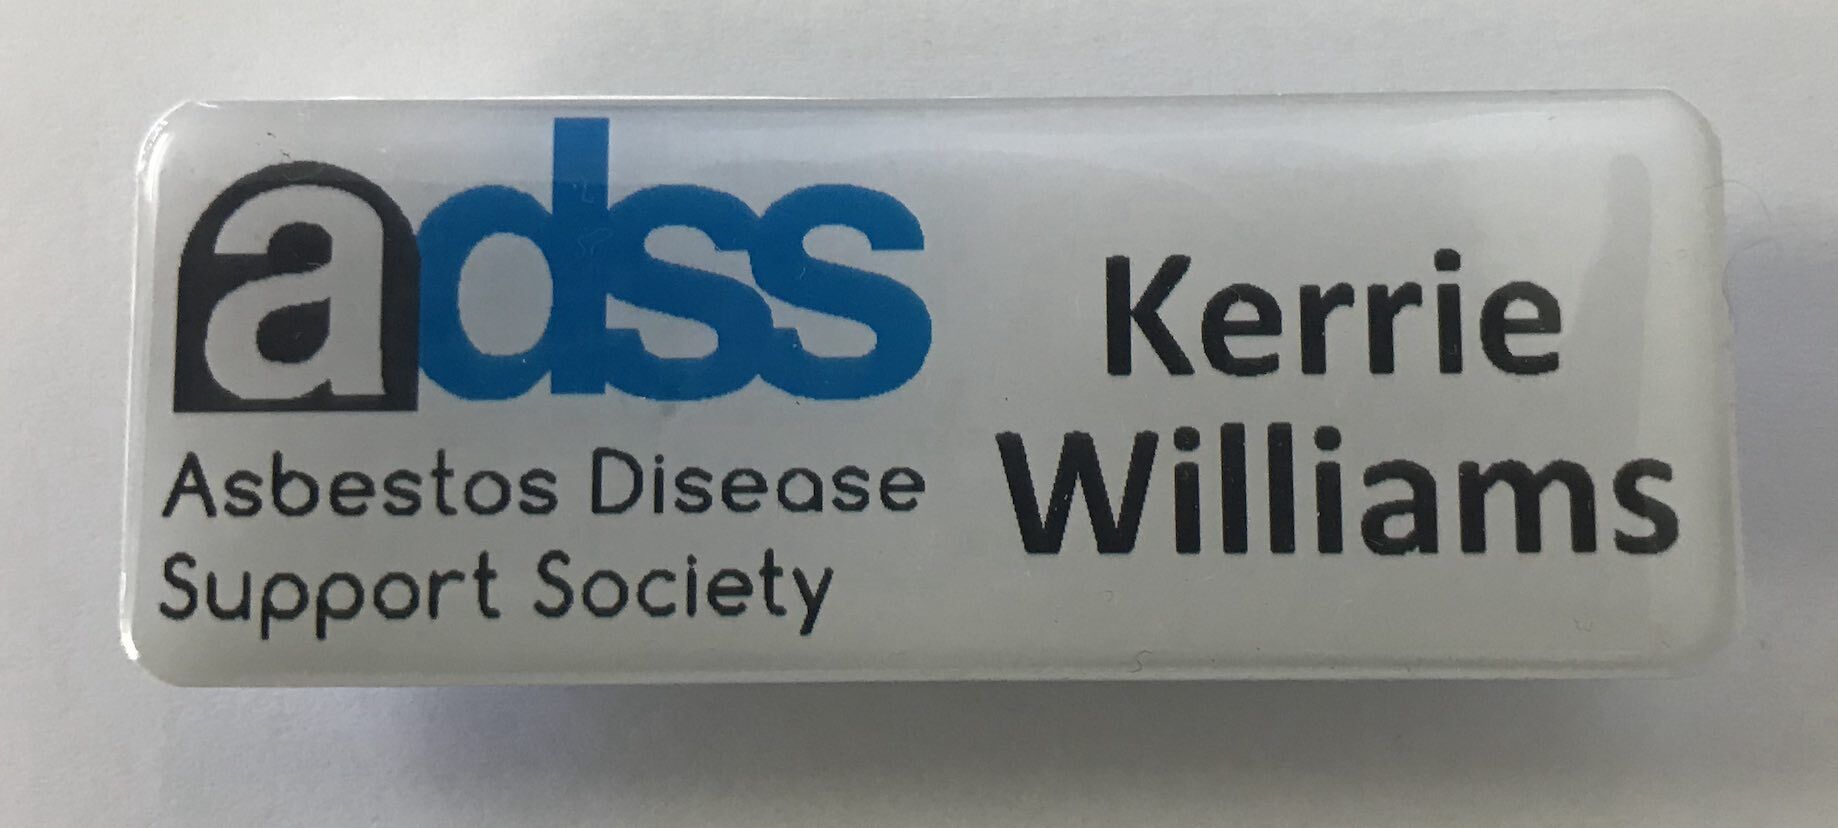 adss
Asbestos Disease
Support Society
Kerrie
Williams